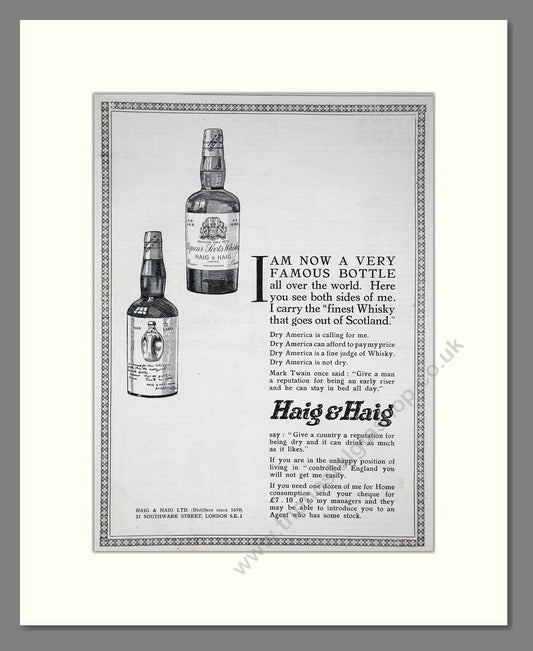 Liqueur Scots Whisky
HAIG & HAIG
I AM NOW A VERY
FAMOUS BOTTLE
all over the world. Here
you see both sides of me.
I carry the "finest Whisky
that goes out of Scotland."
Dry America is calling for me.
Dry America can afford to pay my price
Dry America is a fine judge of Whisky.
Dry America is not dry.
Mark Twain once said: "Give a man
a reputation for being an early riser
and he can stay in bed all day."
Haig & Haig
say: "Give a country a reputation for
being dry and it can drink as much
as it likes."
If you are in the unhappy position of
living in "controlled" England you
will not get me easily.
If you need one dozen of me for Home
consumption send your cheque for
£7.10.0 to my managers and they
may be able to introduce you to an
Agent who has some stock.
HAIG & HAIG LTD. (Distillers since 1679)
57 SOUTHWARK STREET, LONDON S.E.1